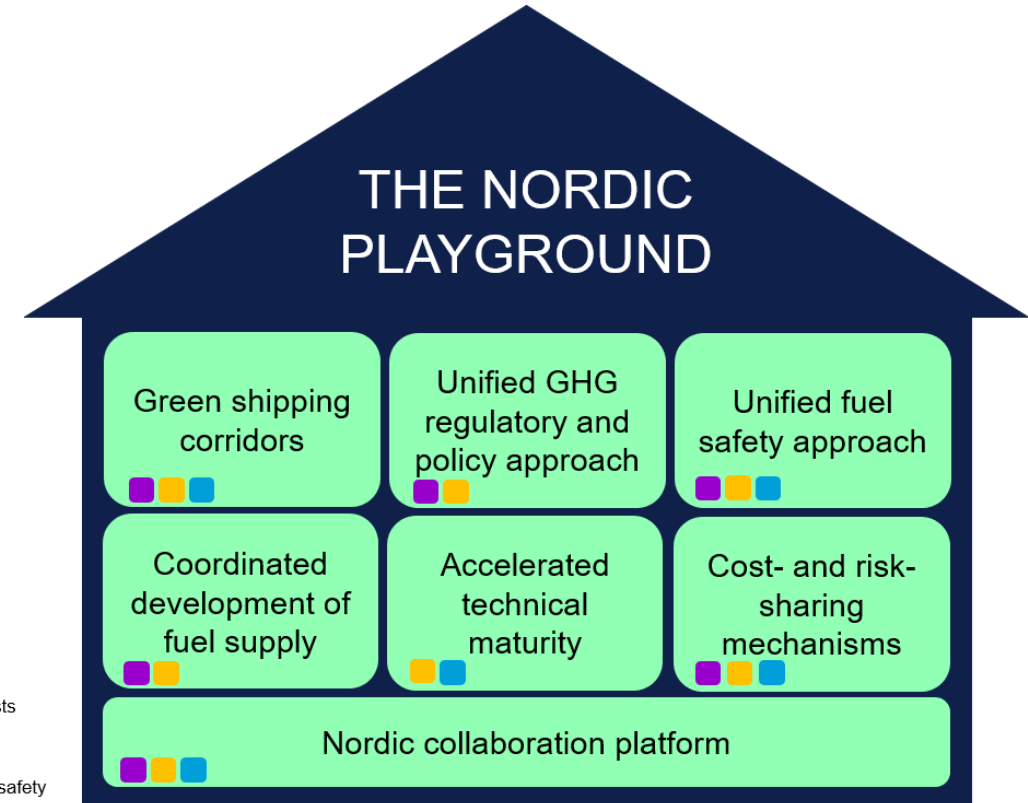 THE NORDIC
PLAYGROUND
Green shipping
corridors
Unified GHG
regulatory and
policy approach
Unified fuel
safety approach
Coordinated
development of
fuel supply
Accelerated
technical
maturity
Cost- and risk-
sharing
mechanisms
Nordic collaboration platform
safety